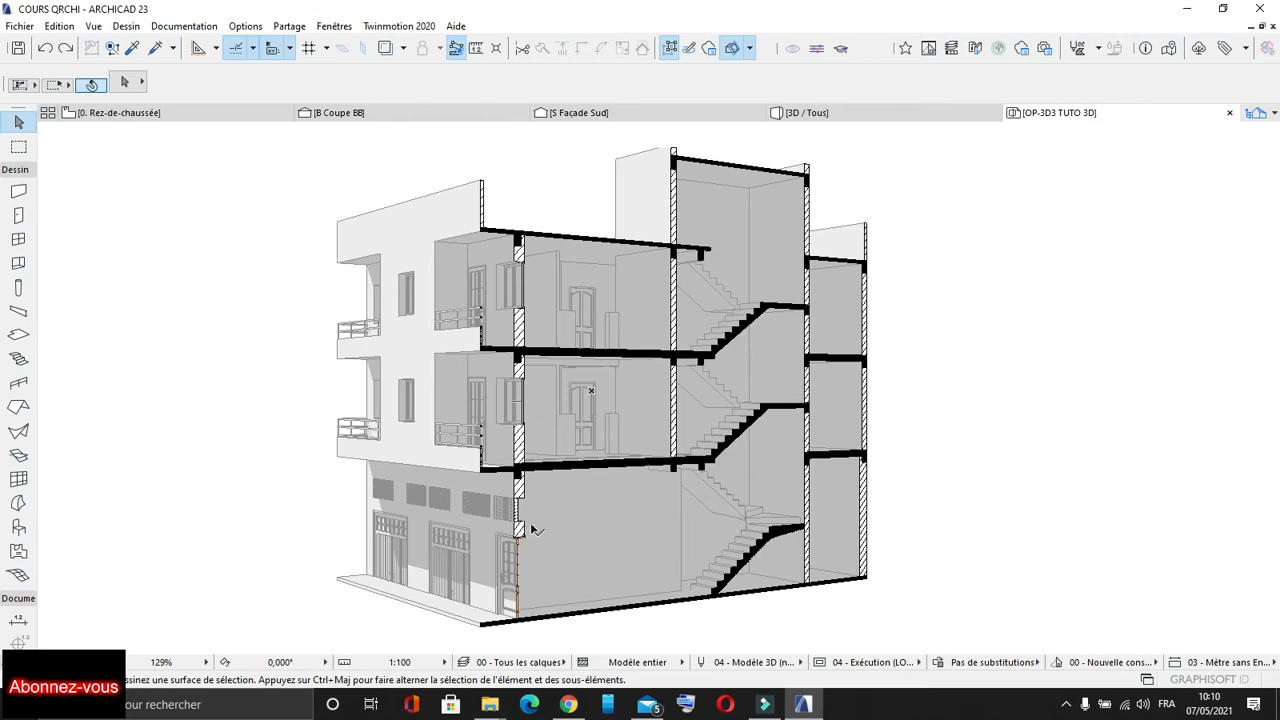 COURS QRCHI - ARCHICAD 23
Fichier Edition Vue Dessin Documentation Options Partage Fenêtres Twinmotion 2020 Aide
[0. Rez-de-chaussée]
[B Coupe BB]
[S Façade Sud]
[3D / Tous]
[OP-3D3 TUTO 3D]
Dessin
Docume
1.2
129%
0,000°
1:100
00 - Tous les calques
Modèle entier
04 - Modèle 3D (n...
04 - Exécution (LO...
Pas de substitutions
00 - Nouvelle cons...
03 - Mètre sans En...
Abonnez-vous
ssinez une surface de sélection. Appuyez sur Ctrl+Maj pour faire alterner la sélection de l'élément et des sous-éléments.
GRAPHISOFT ID
pour rechercher
5
FRA
10:10
07/05/2021